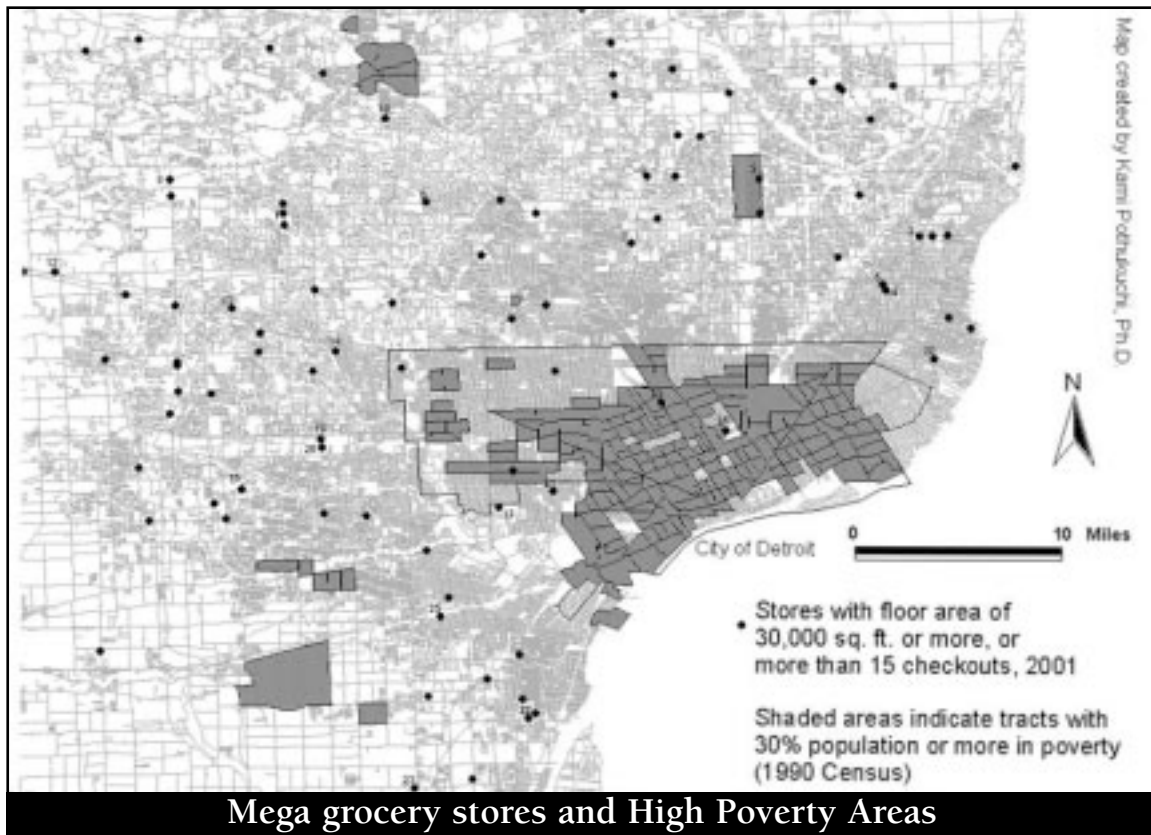 Map created by Kami Pothukuchi, Ph.D
N
City of Detroit
0 10 Miles
Stores with floor area of
30,000 sq. ft. or more, or
more than 15 checkouts, 2001
Shaded areas indicate tracts with
30% population or more in poverty
(1990 Census)
Mega grocery stores and High Poverty Areas